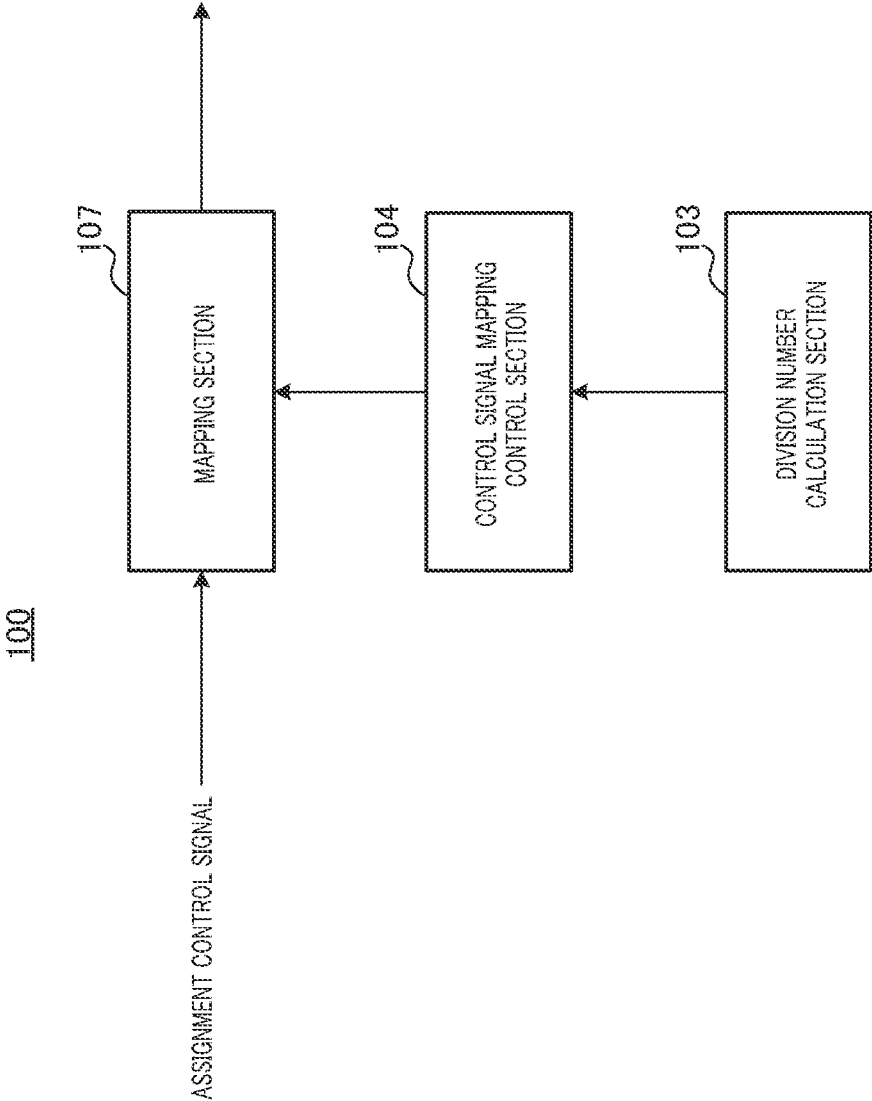 100
ASSIGNMENT CONTROL SIGNAL
107
MAPPING SECTION
104
CONTROL SIGNAL MAPPING
CONTROL SECTION
103
DIVISION NUMBER
CALCULATION SECTION